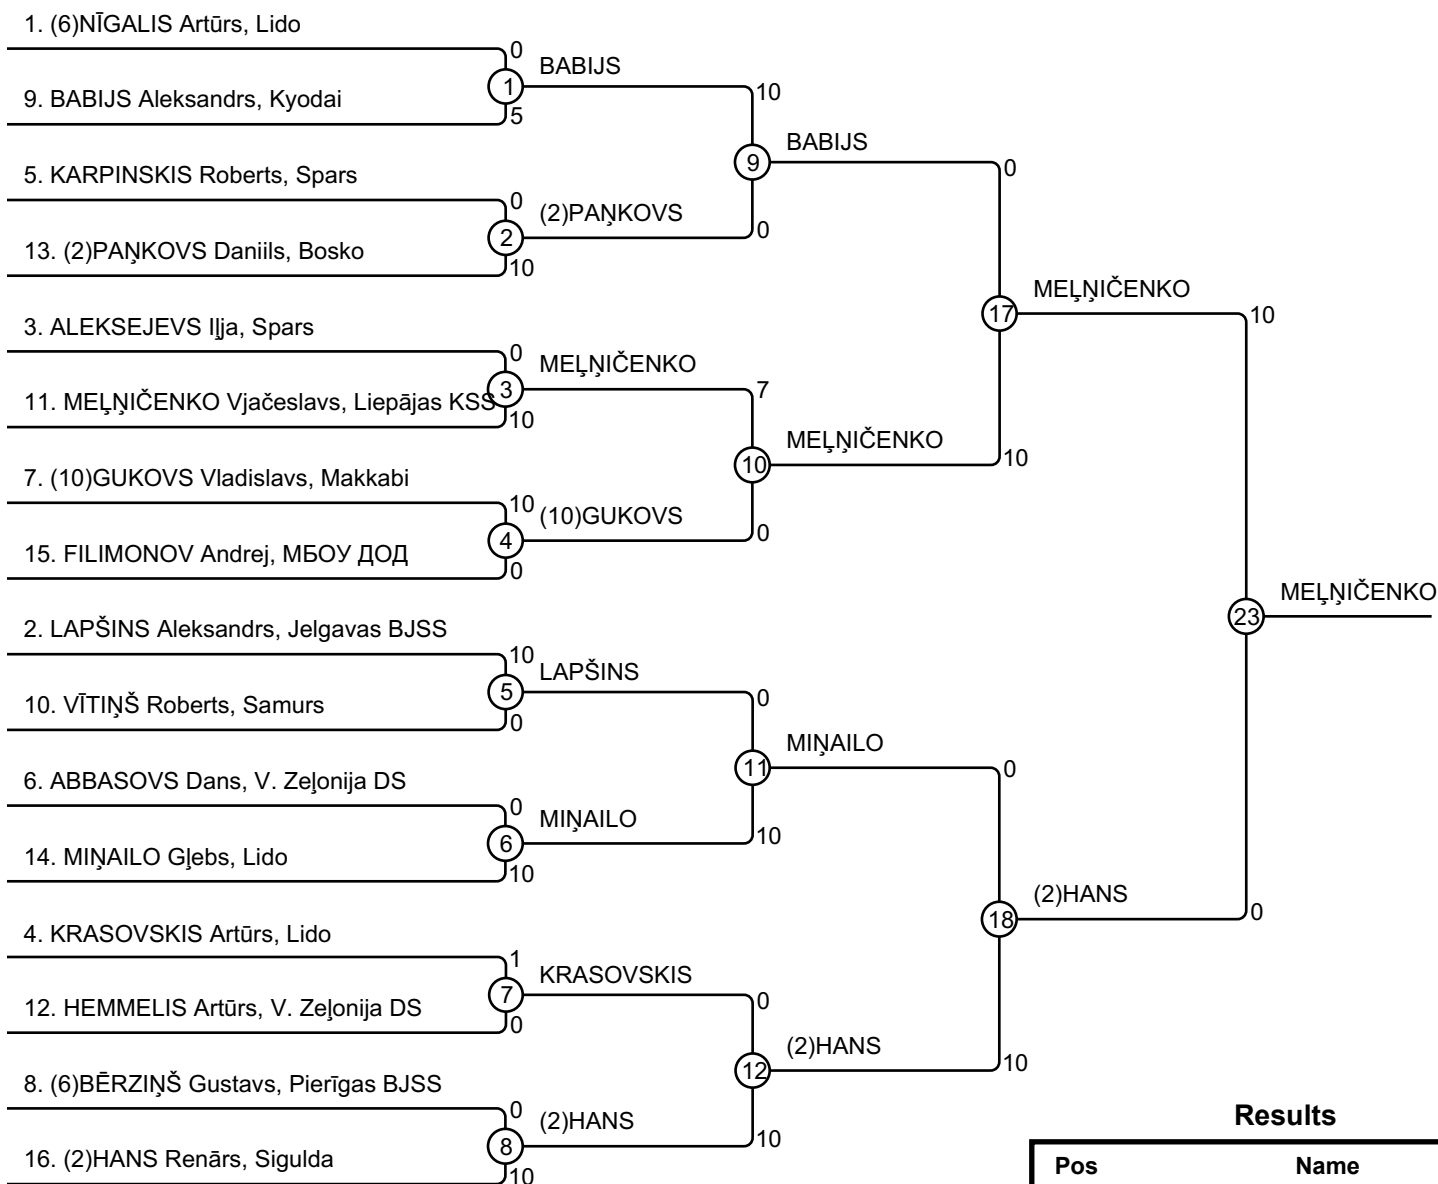 1. (6)NĪGALIS Artūrs, Lido
0
BABIJS
1
10
9. BABIJS Aleksandrs, Kyodai
5
BABIJS
9
0
5. KARPINSKIS Roberts, Spars
0
(2)PAŅKOVS
2
0
13. (2)PAŅKOVS Daniils, Bosko
10
MEĻŅIČENKO
17
10
3. ALEKSEJEVS Iļja, Spars
0
MEĻŅIČENKO
3
7
11. MEĻŅIČENKO Vjačeslavs, Liepājas KSS
10
MEĻŅIČENKO
10
10
7. (10)GUKOVS Vladislavs, Makkabi
10
(10)GUKOVS
4
0
15. FILIMONOV Andrej, МБОУ ДОД
0
MEĻŅIČENKO
23
2. LAPŠINS Aleksandrs, Jelgavas BJSS
10
LAPŠINS
5
0
10. VĪTIŅŠ Roberts, Samurs
0
MIŅAILO
11
0
6. ABBASOVS Dans, V. Zeļonija DS
0
MIŅAILO
6
10
14. MIŅAILO Gļebs, Lido
10
(2)HANS
18
0
4. KRASOVSKIS Artūrs, Lido
1
KRASOVSKIS
7
0
12. HEMMELIS Artūrs, V. Zeļonija DS
0
(2)HANS
12
10
8. (6)BĒRZIŅŠ Gustavs, Pierīgas BJSS
0
(2)HANS
8
10
16. (2)HANS Renārs, Sigulda
10
Results
Pos Name